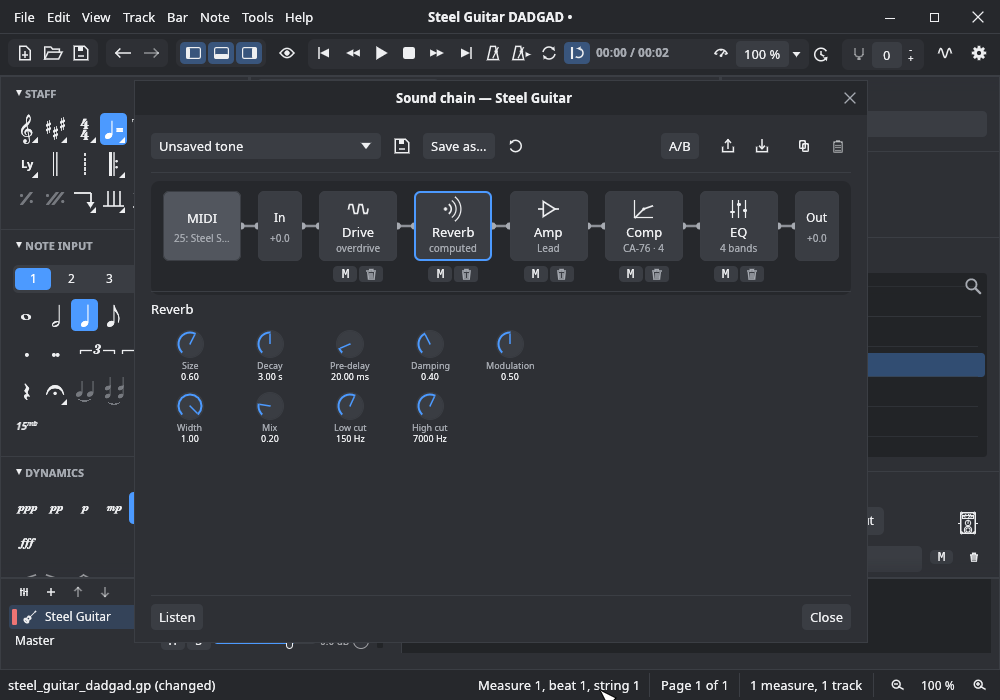 File Edit View Track Bar Note Tools Help
Steel Guitar DADGAD •
00:00 / 00:02
100 %
0
STAFF
Sound chain — Steel Guitar
Unsaved tone
Save as...
A/B
Ly
MIDI
25: Steel S...
In
+0.0
Drive
overdrive
Reverb
computed
Amp
Lead
Comp
CA-76 · 4
EQ
4 bands
Out
+0.0
M M M M M
NOTE INPUT
1 2 3
Reverb
Size
0.60
Decay
3.00 s
Pre-delay
20.00 ms
Damping
0.40
Modulation
0.50
Width
1.00
Mix
0.20
Low cut
150 Hz
High cut
7000 Hz
3
15mb
DYNAMICS
ppp pp p mp
fff
M
Steel Guitar
Master
Listen
Close
steel_guitar_dadgad.gp (changed)
Measure 1, beat 1, string 1
Page 1 of 1
1 measure, 1 track
100 %